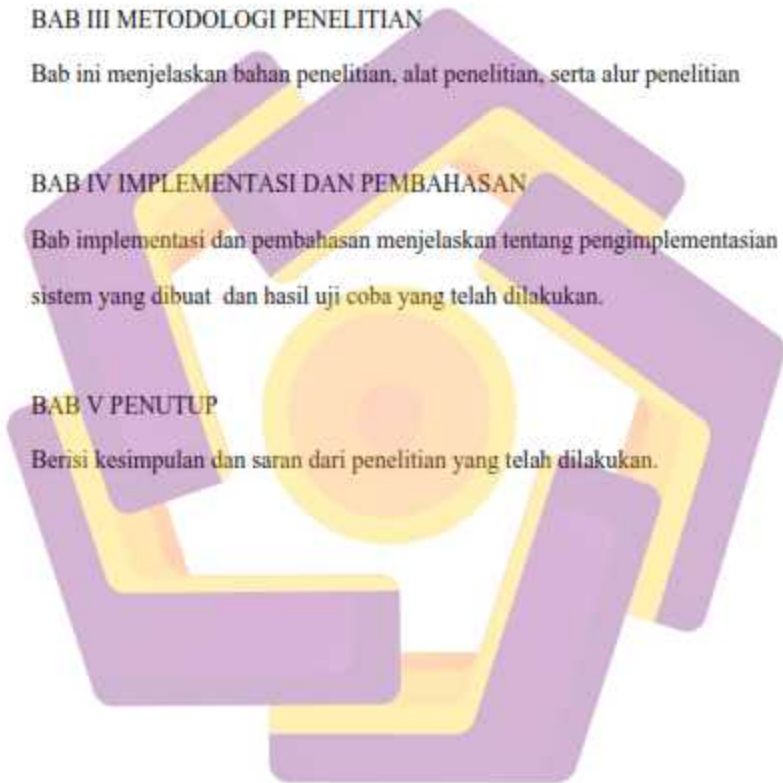 BAB III METODOLOGI PENELITIAN
Bab ini menjelaskan bahan penelitian, alat penelitian, serta alur penelitian
BAB IV IMPLEMENTASI DAN PEMBAHASAN
Bab implementasi dan pembahasan menjelaskan tentang pengimplementasian
sistem yang dibuat dan hasil uji coba yang telah dilakukan.
BAB V PENUTUP
Berisi kesimpulan dan saran dari penelitian yang telah dilakukan.